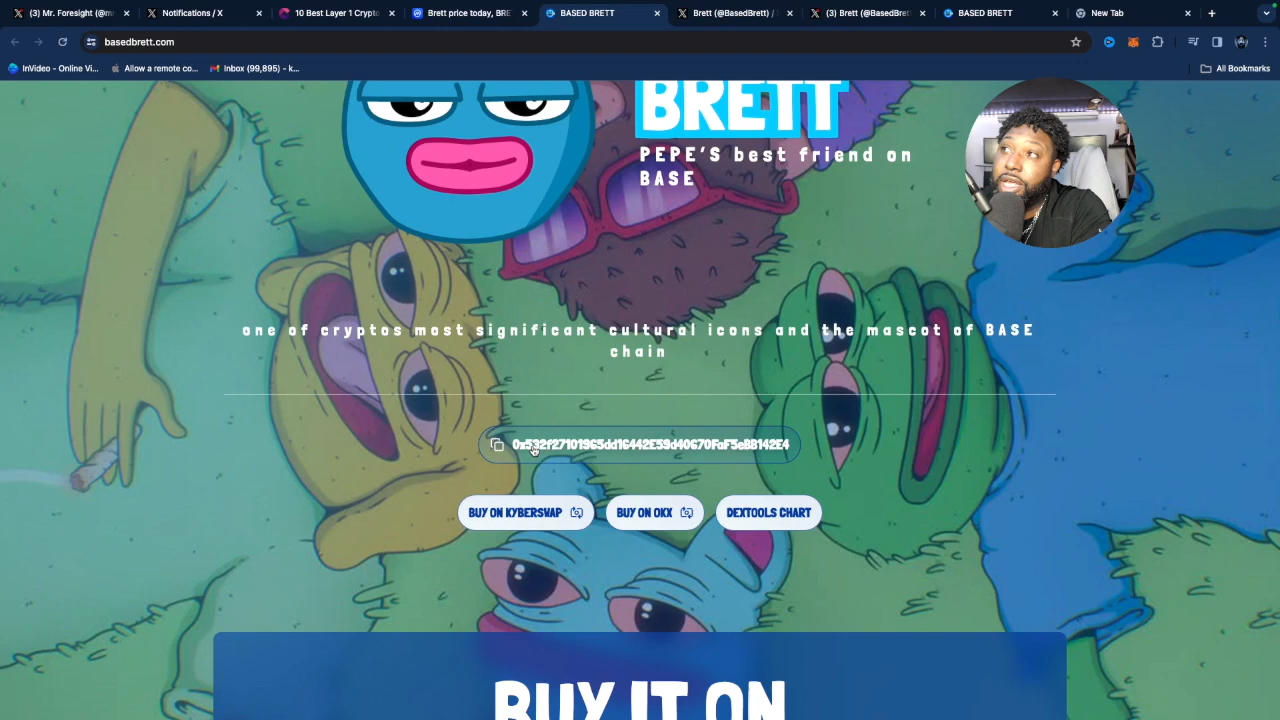 (3) Mr. Foresight (@mr
Notifications / X
10 Best Layer 1 Crypto
Brett price today, BRE
BASED BRETT
Brett (@BasedBrett) /
(3) Brett (@BasedBret
BASED BRETT
New Tab
basedbrett.com
InVideo - Online Vi...
Allow a remote co...
Inbox (99,895) - k...
All Bookmarks
BRETT
PEPE'S best friend on
BASE
one of cryptos most significant cultural icons and the mascot of BASE
chain
0x532f27101965dd16442E59d40670FaF5eBB142E4
BUY ON KYBERSWAP
BUY ON OKX
DEXTOOLS CHART
BUY IT ON